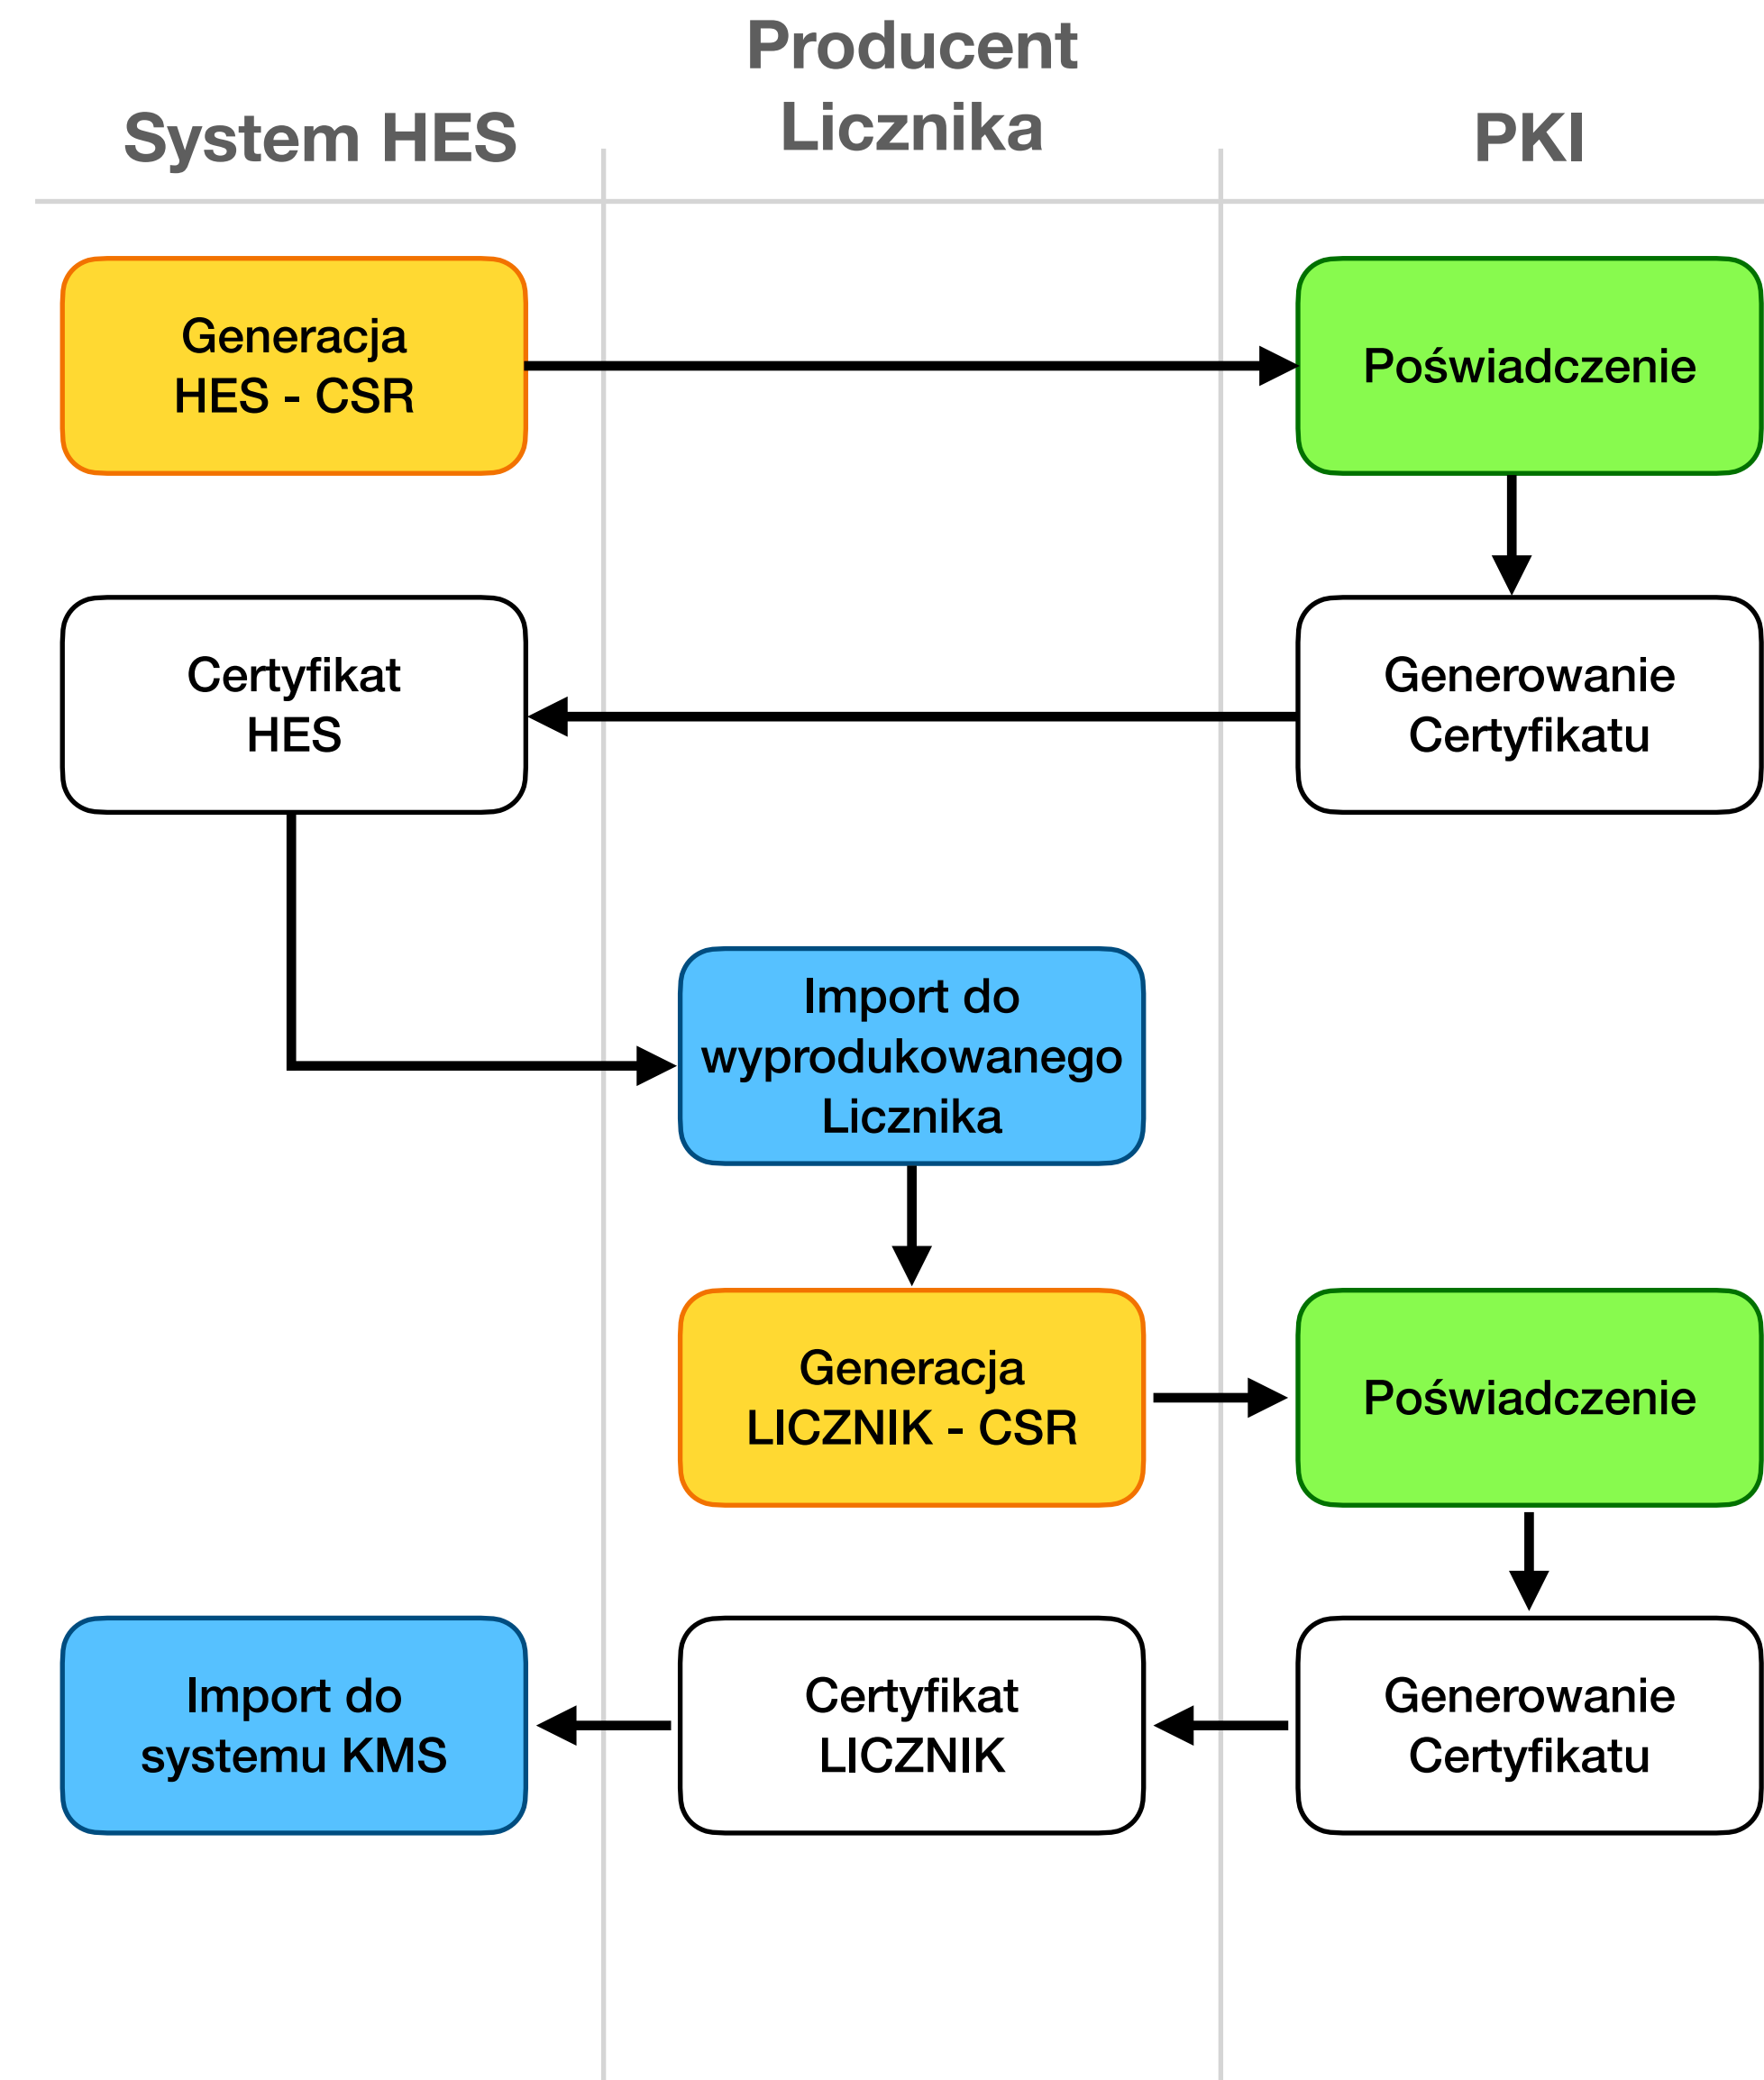 Producent
Licznika
System HES
PKI
Generacja
HES - CSR
Poświadczenie
Certyfikat
HES
Generowanie
Certyfikatu
Import do
wyprodukowanego
Licznika
Generacja
LICZNIK - CSR
Poświadczenie
Import do
systemu KMS
Certyfikat
LICZNIK
Generowanie
Certyfikatu